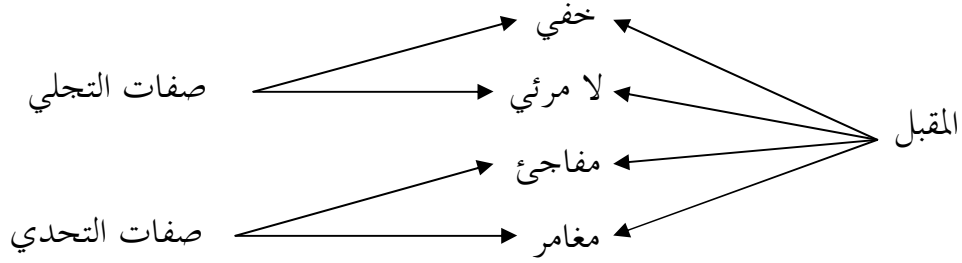 خفي
صفات التجلي
لا مرئي
المقبل
مفاجئ
صفات التحدي
مغامر